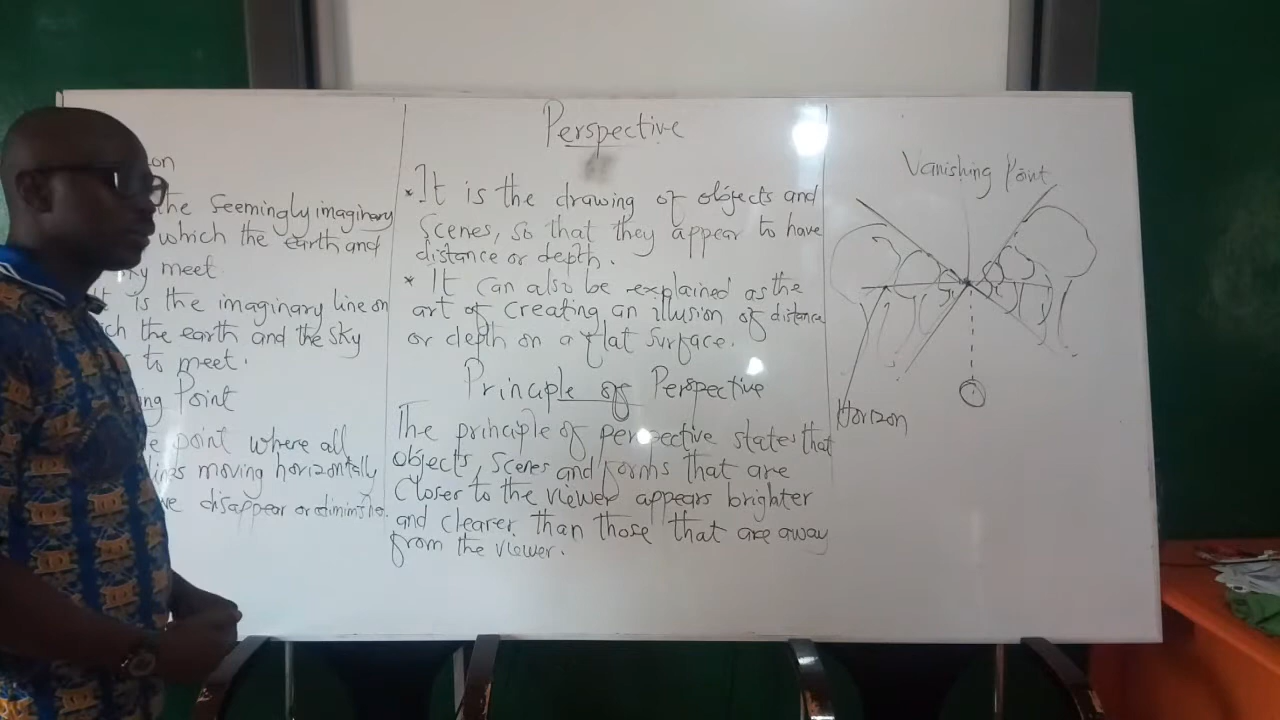 on
the Seemingly imaginary
which the earth and
ky meet
It is the imaginary line on
ch the earth and the sky
to meet.
ng Point
e point where all
lines moving horizontally
ve disappear or diminishes
Perspective
* It is the drawing of objects and
Scenes, so that they appear to have
distance or depth.
* It can also be explained as the
art of creating an illusion of distance
or depth on a flat surface.
Principle of Perspective
The principle of perspective states that
objects, scenes and forms that are
Closer to the viewer appears brighter
and clearer than those that are away
from the viewer.
Vanishing Point
Horizon